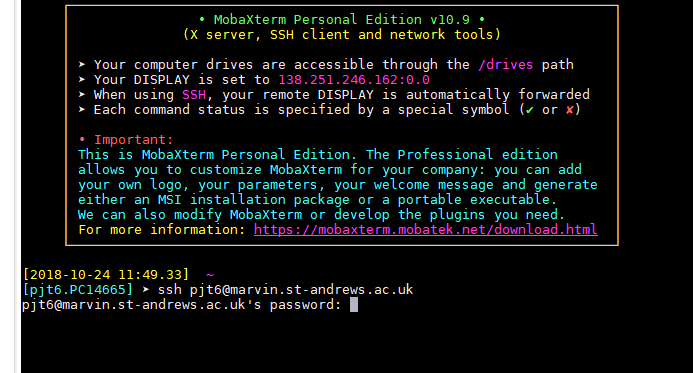 • MobaXterm Personal Edition v10.9 •
(X server, SSH client and network tools)
➤ Your computer drives are accessible through the /drives path
➤ Your DISPLAY is set to 138.251.246.162:0.0
➤ When using SSH, your remote DISPLAY is automatically forwarded
➤ Each command status is specified by a special symbol (✔ or ✘)
• Important:
This is MobaXterm Personal Edition. The Professional edition
allows you to customize MobaXterm for your company: you can add
your own logo, your parameters, your welcome message and generate
either an MSI installation package or a portable executable.
We can also modify MobaXterm or develop the plugins you need.
For more information: https://mobaxterm.mobatek.net/download.html
[2018-10-24 11:49.33]  ~
[pjt6.PC14665] ➤ ssh pjt6@marvin.st-andrews.ac.uk
pjt6@marvin.st-andrews.ac.uk's password: